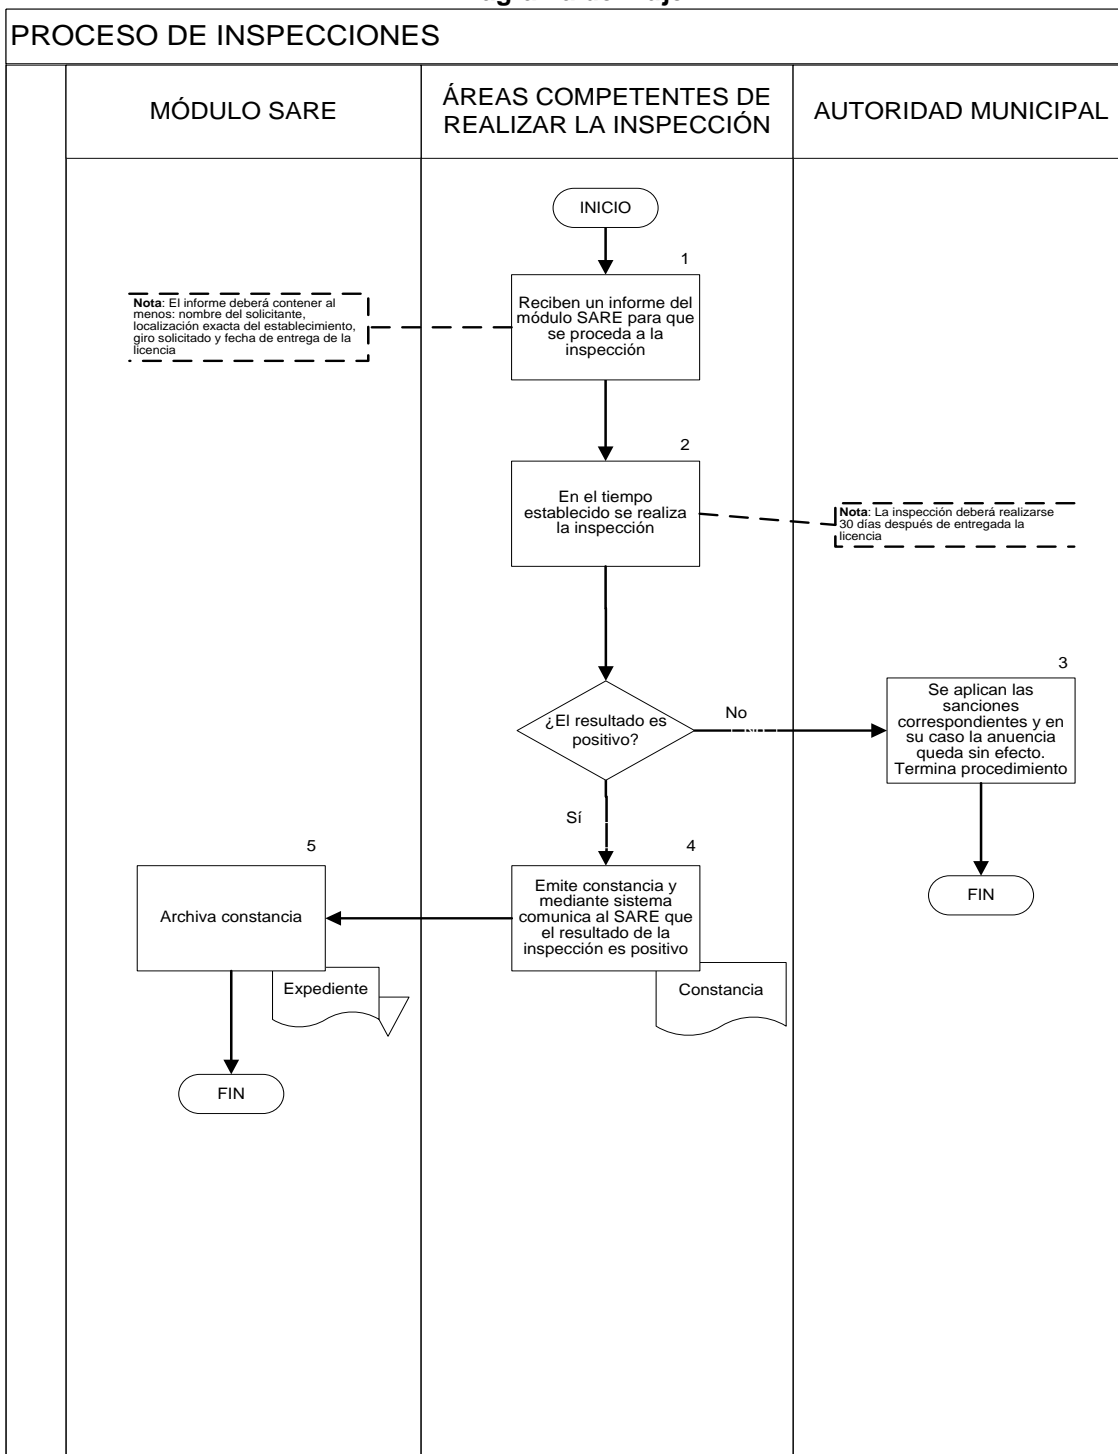 PROCESO DE INSPECCIONES
MÓDULO SARE
ÁREAS COMPETENTES DE
REALIZAR LA INSPECCIÓN
AUTORIDAD MUNICIPAL
INICIO
1
Reciben un informe del
módulo SARE para que
se proceda a la
inspección
Nota: El informe deberá contener al
menos: nombre del solicitante,
localización exacta del establecimiento,
giro solicitado y fecha de entrega de la
licencia
2
En el tiempo
establecido se realiza
la inspección
Nota: La inspección deberá realizarse
30 días después de entregada la
licencia
¿El resultado es
positivo?
No
3
Se aplican las
sanciones
correspondientes y en
su caso la anuencia
queda sin efecto.
Termina procedimiento
FIN
Sí
4
Emite constancia y
mediante sistema
comunica al SARE que
el resultado de la
inspección es positivo
Constancia
5
Archiva constancia
Expediente
FIN